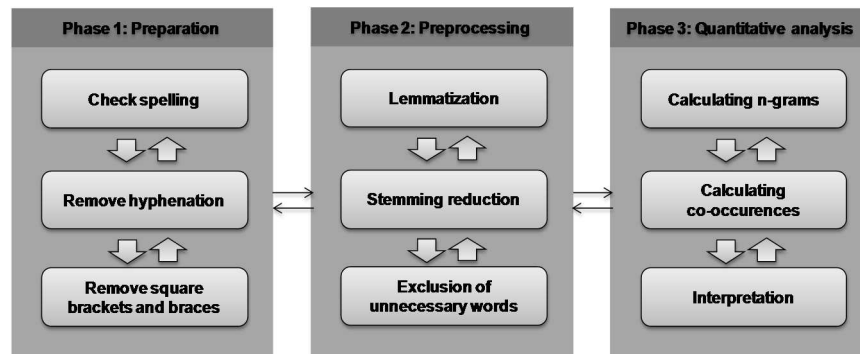 Phase 1: Preparation
Check spelling
Remove hyphenation
Remove square
brackets and braces
Phase 2: Preprocessing
Lemmatization
Stemming reduction
Exclusion of
unnecessary words
Phase 3: Quantitative analysis
Calculating n-grams
Calculating
co-occurences
Interpretation